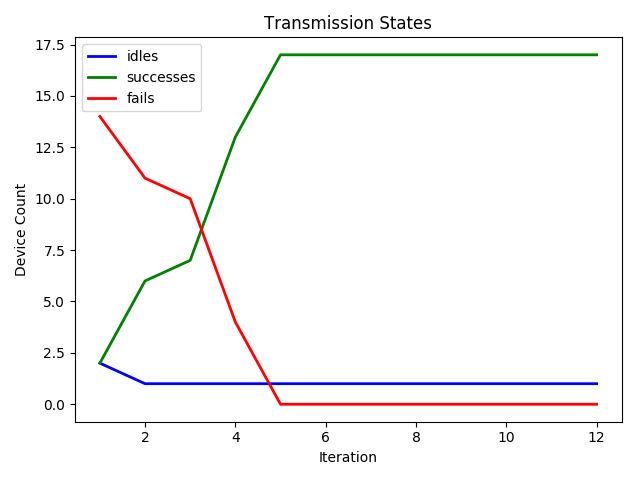 Transmission States
17.5
15.0
12.5
10.0
7.5
5.0
2.5
0.0
Device Count
idles
successes
fails
2
4
6
8
10
12
Iteration